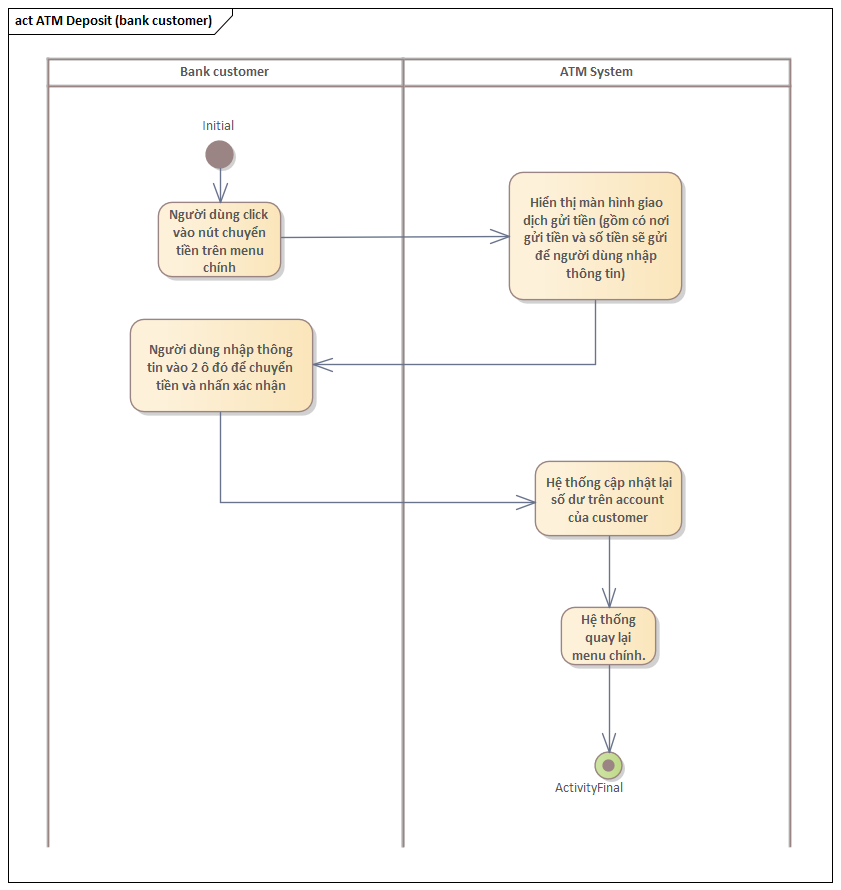 act ATM Deposit (bank customer)
Bank customer
ATM System
Initial
Người dùng click
vào nút chuyển
tiền trên menu
chính
Hiển thị màn hình giao
dịch gửi tiền (gồm có nơi
gửi tiền và số tiền sẽ gửi
để người dùng nhập
thông tin)
Người dùng nhập thông
tin vào 2 ô đó để chuyển
tiền và nhấn xác nhận
Hệ thống cập nhật lại
số dư trên account
của customer
Hệ thống
quay lại
menu chính.
ActivityFinal